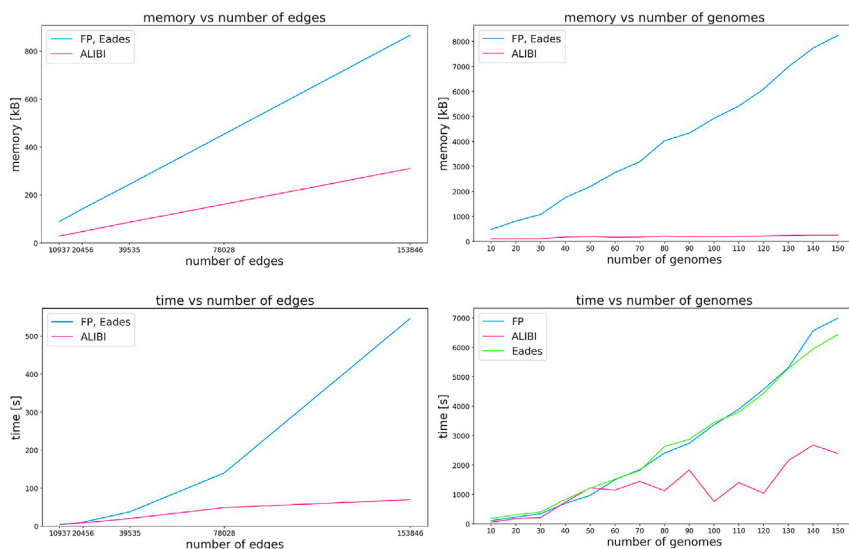 memory vs number of edges
FP, Eades
ALIBI
memory [kB]
800
600
400
200
0
10937 20456 39535 78028 153846
number of edges
memory vs number of genomes
FP, Eades
ALIBI
memory [kB]
8000
7000
6000
5000
4000
3000
2000
1000
0
10 20 30 40 50 60 70 80 90 100 110 120 130 140 150
number of genomes
time vs number of edges
FP, Eades
ALIBI
time [s]
500
400
300
200
100
0
10937 20456 39535 78028 153846
number of edges
time vs number of genomes
FP
ALIBI
Eades
time [s]
7000
6000
5000
4000
3000
2000
1000
0
10 20 30 40 50 60 70 80 90 100 110 120 130 140 150
number of genomes